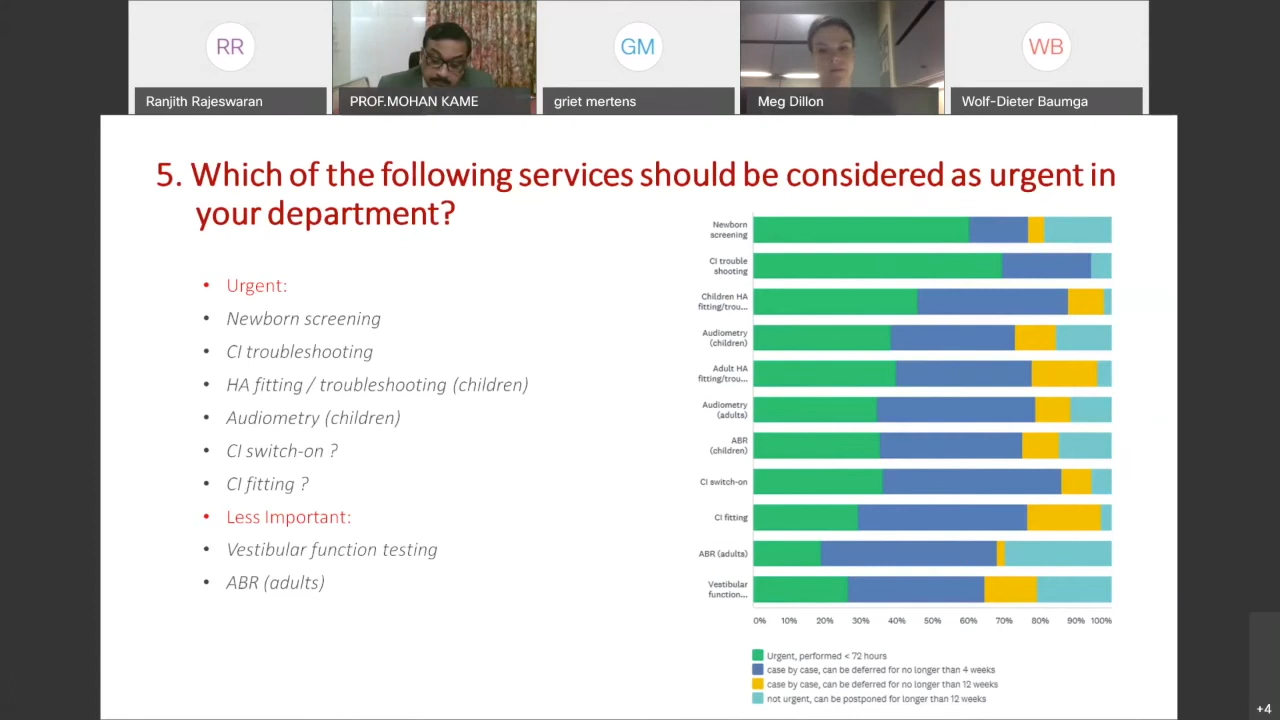 RR
GM
WB
Ranjith Rajeswaran
PROF.MOHAN KAME
griet mertens
Meg Dillon
Wolf-Dieter Baumga
5. Which of the following services should be considered as urgent in
your department?
• Urgent:
• Newborn screening
• CI troubleshooting
• HA fitting / troubleshooting (children)
• Audiometry (children)
• CI switch-on ?
• CI fitting ?
• Less Important:
• Vestibular function testing
• ABR (adults)
Newborn
screening
CI trouble
shooting
Children HA
fitting/trou...
Audiometry
(children)
Adult HA
fitting/trou...
Audiometry
(adults)
ABR
(children)
CI switch-on
CI fitting
ABR (adults)
Vestibular
function...
0% 10% 20% 30% 40% 50% 60% 70% 80% 90% 100%
Urgent, performed < 72 hours
case by case, can be deferred for no longer than 4 weeks
case by case, can be deferred for no longer than 12 weeks
not urgent, can be postponed for longer than 12 weeks
+4